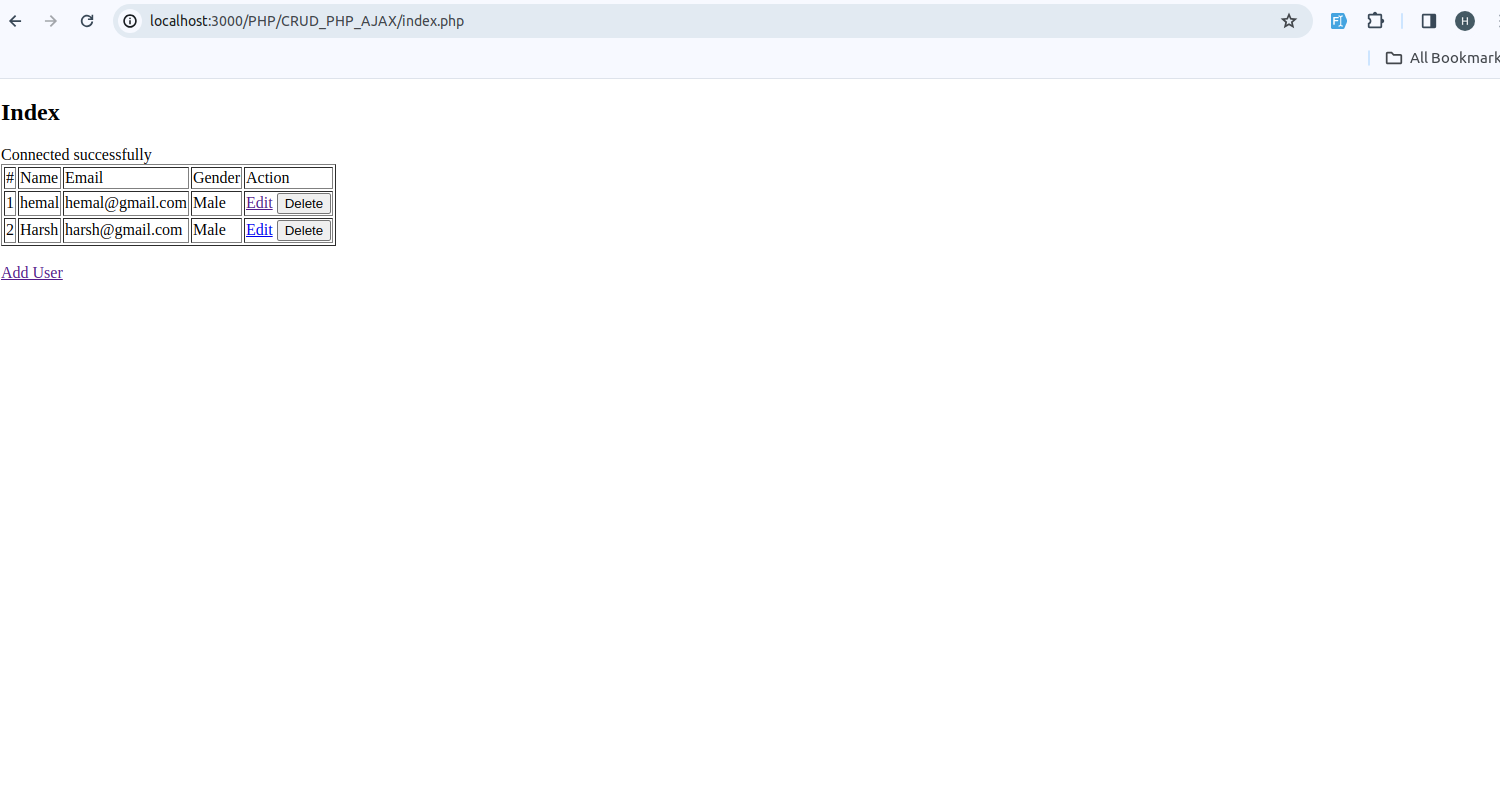 localhost:3000/PHP/CRUD_PHP_AJAX/index.php
H
All Bookmark
Index
Connected successfully
# Name Email Gender Action
1 hemal hemal@gmail.com Male Edit Delete
2 Harsh harsh@gmail.com Male Edit Delete
Add User